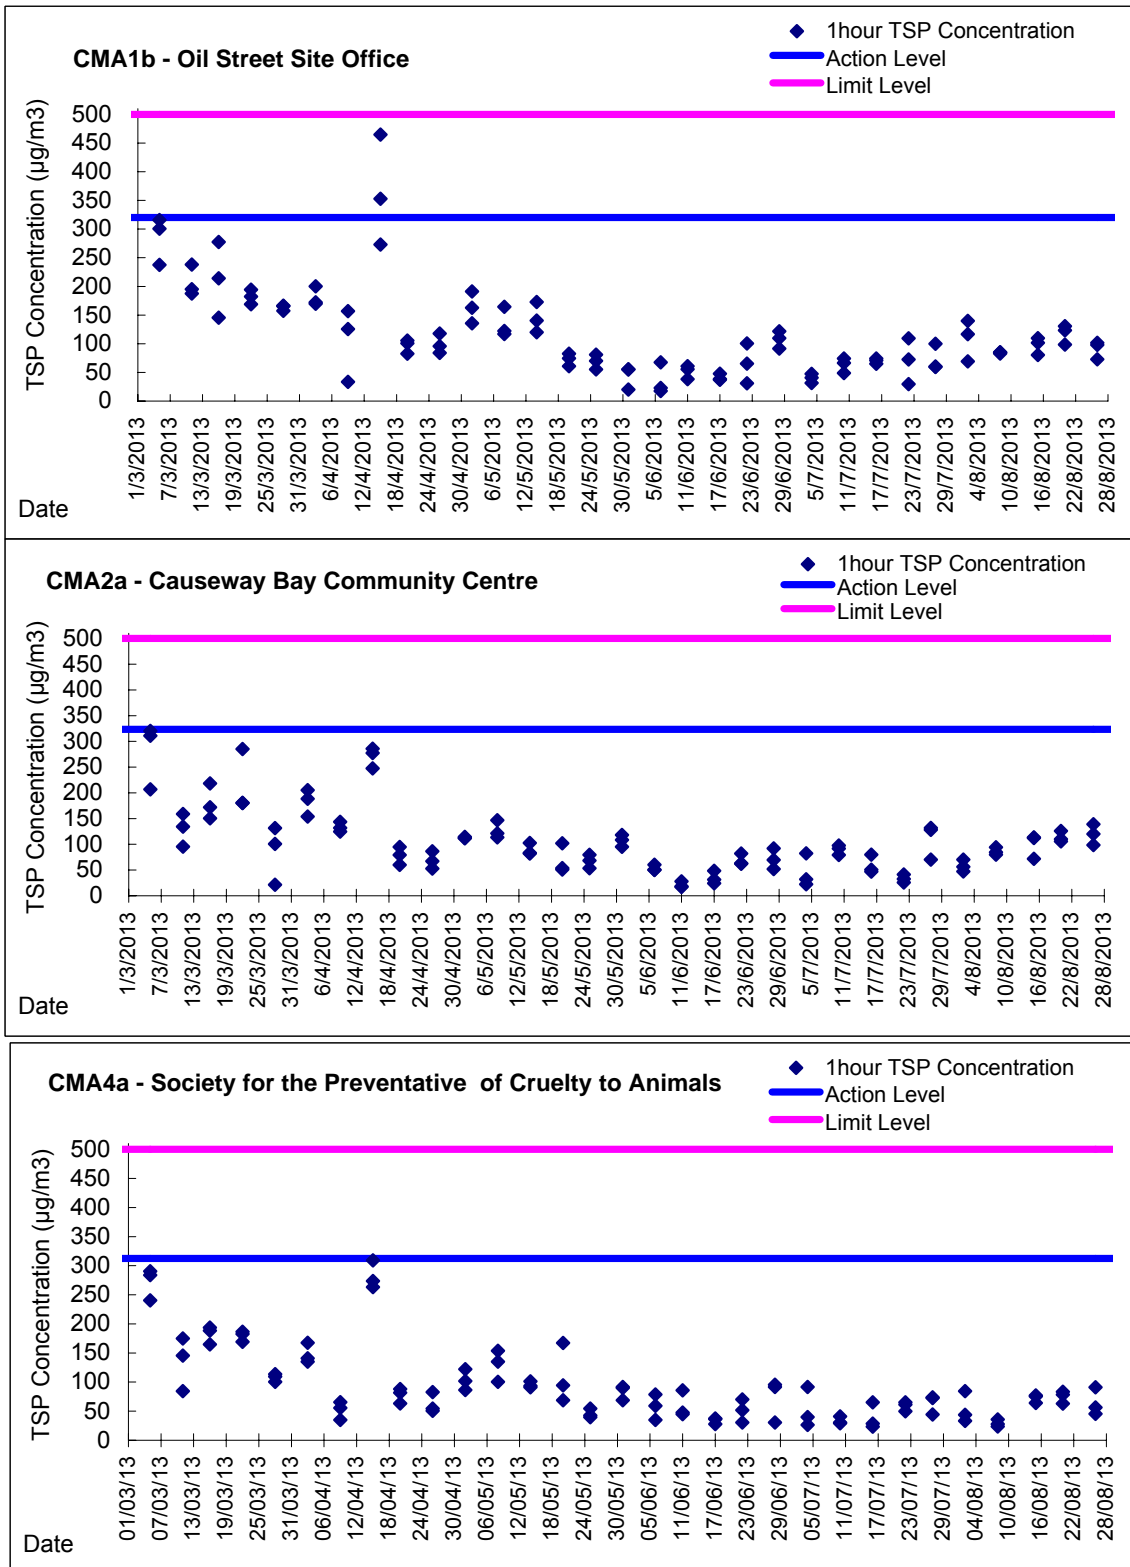 1hour TSP Concentration
CMA1b - Oil Street Site Office
Action Level
Limit Level
TSP Concentration (µg/m3)
500
450
400
350
300
250
200
150
100
50
0
1/3/2013 7/3/2013 13/3/2013 19/3/2013 25/3/2013 31/3/2013 6/4/2013 12/4/2013 18/4/2013 24/4/2013 30/4/2013 6/5/2013 12/5/2013 18/5/2013 24/5/2013 30/5/2013 5/6/2013 11/6/2013 17/6/2013 23/6/2013 29/6/2013 5/7/2013 11/7/2013 17/7/2013 23/7/2013 29/7/2013 4/8/2013 10/8/2013 16/8/2013 22/8/2013 28/8/2013
Date
1hour TSP Concentration
CMA2a - Causeway Bay Community Centre
Action Level
Limit Level
TSP Concentration (µg/m3)
500
450
400
350
300
250
200
150
100
50
0
1/3/2013 7/3/2013 13/3/2013 19/3/2013 25/3/2013 31/3/2013 6/4/2013 12/4/2013 18/4/2013 24/4/2013 30/4/2013 6/5/2013 12/5/2013 18/5/2013 24/5/2013 30/5/2013 5/6/2013 11/6/2013 17/6/2013 23/6/2013 29/6/2013 5/7/2013 11/7/2013 17/7/2013 23/7/2013 29/7/2013 4/8/2013 10/8/2013 16/8/2013 22/8/2013 28/8/2013
Date
1hour TSP Concentration
CMA4a - Society for the Preventative of Cruelty to Animals
Action Level
Limit Level
TSP Concentration (µg/m3)
500
450
400
350
300
250
200
150
100
50
0
01/03/13 07/03/13 13/03/13 19/03/13 25/03/13 31/03/13 06/04/13 12/04/13 18/04/13 24/04/13 30/04/13 06/05/13 12/05/13 18/05/13 24/05/13 30/05/13 05/06/13 11/06/13 17/06/13 23/06/13 29/06/13 05/07/13 11/07/13 17/07/13 23/07/13 29/07/13 04/08/13 10/08/13 16/08/13 22/08/13 28/08/13
Date